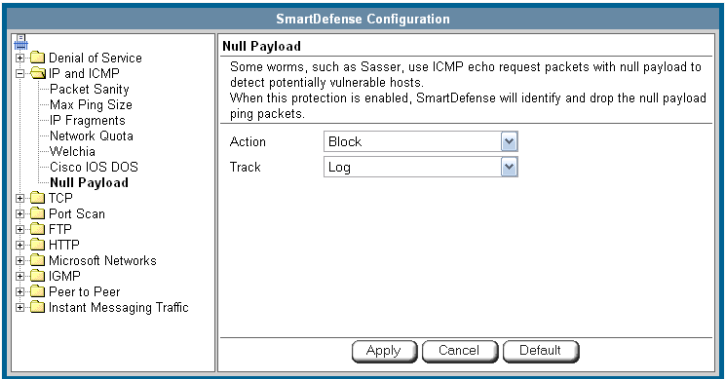 SmartDefense Configuration
Denial of Service
IP and ICMP
Packet Sanity
Max Ping Size
IP Fragments
Network Quota
Welchia
Cisco IOS DOS
Null Payload
TCP
Port Scan
FTP
HTTP
Microsoft Networks
IGMP
Peer to Peer
Instant Messaging Traffic
Null Payload
Some worms, such as Sasser, use ICMP echo request packets with null payload to
detect potentially vulnerable hosts.
When this protection is enabled, SmartDefense will identify and drop the null payload
ping packets.
Action Block
Track Log
Apply Cancel Default